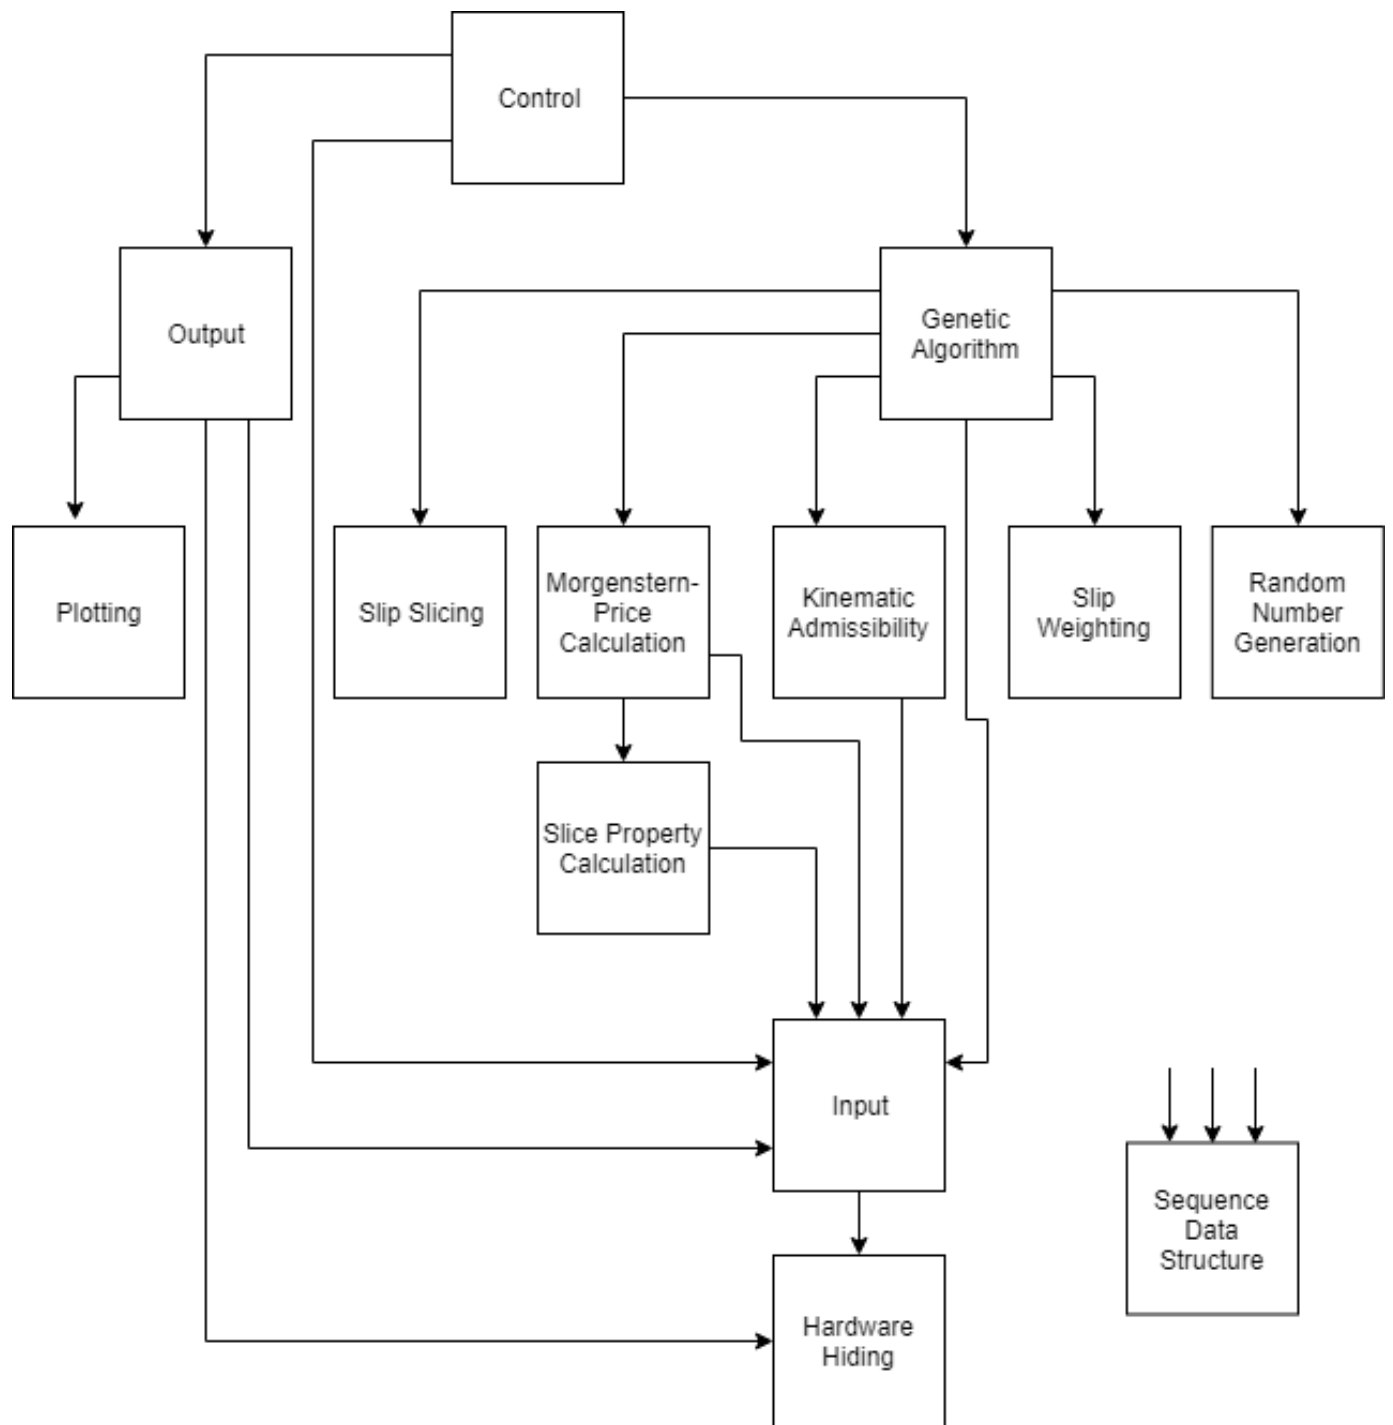 Control
Output
Genetic
Algorithm
Plotting
Slip Slicing
Morgenstern-
Price
Calculation
Kinematic
Admissibility
Slip
Weighting
Random
Number
Generation
Slice Property
Calculation
Input
Sequence
Data
Structure
Hardware
Hiding